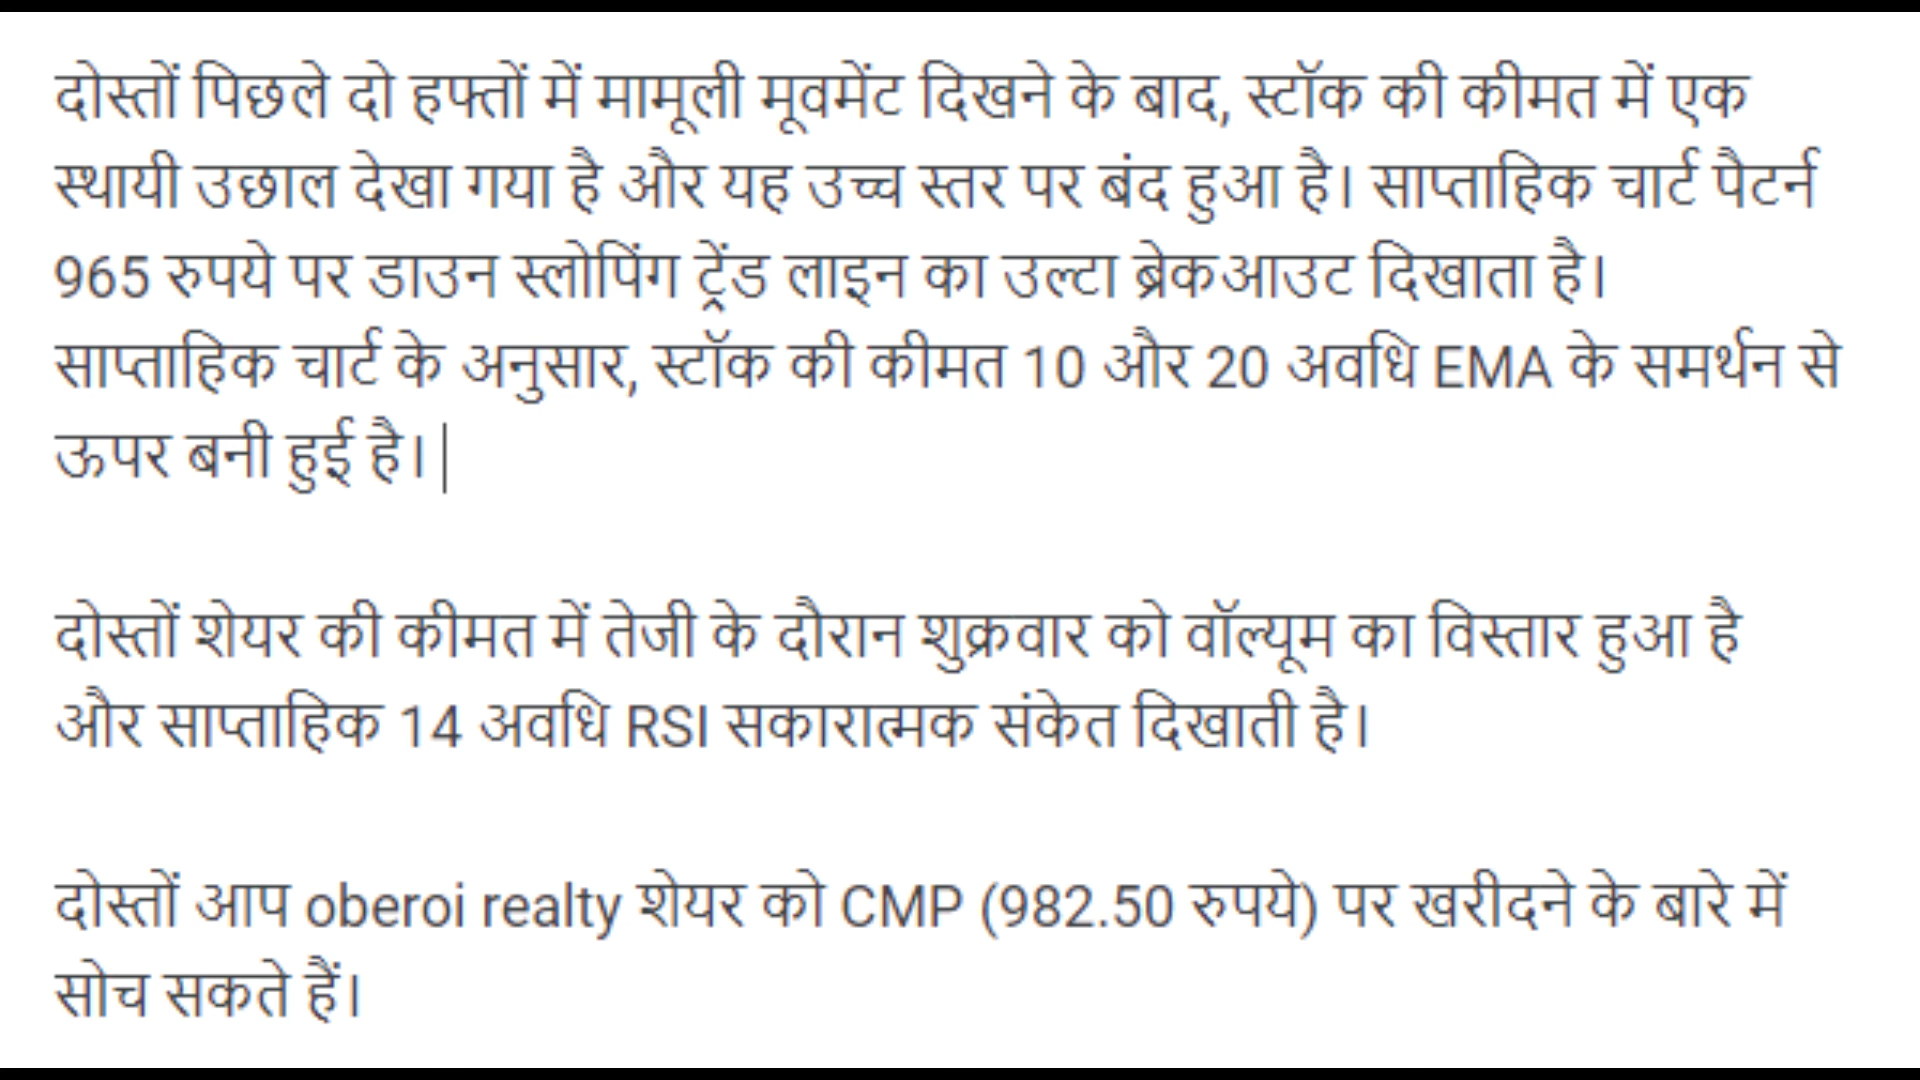 दोस्तों पिछले दो हफ्तों में मामूली मूवमेंट दिखने के बाद, स्टॉक की कीमत में एक
स्थायी उछाल देखा गया है और यह उच्च स्तर पर बंद हुआ है। साप्ताहिक चार्ट पैटर्न
965 रुपये पर डाउन स्लोपिंग ट्रेंड लाइन का उल्टा ब्रेकआउट दिखाता है।
साप्ताहिक चार्ट के अनुसार, स्टॉक की कीमत 10 और 20 अवधि EMA के समर्थन से
ऊपर बनी हुई है।
दोस्तों शेयर की कीमत में तेजी के दौरान शुक्रवार को वॉल्यूम का विस्तार हुआ है
और साप्ताहिक 14 अवधि RSI सकारात्मक संकेत दिखाती है।
दोस्तों आप oberoi realty शेयर को CMP (982.50 रुपये) पर खरीदने के बारे में
सोच सकते हैं।